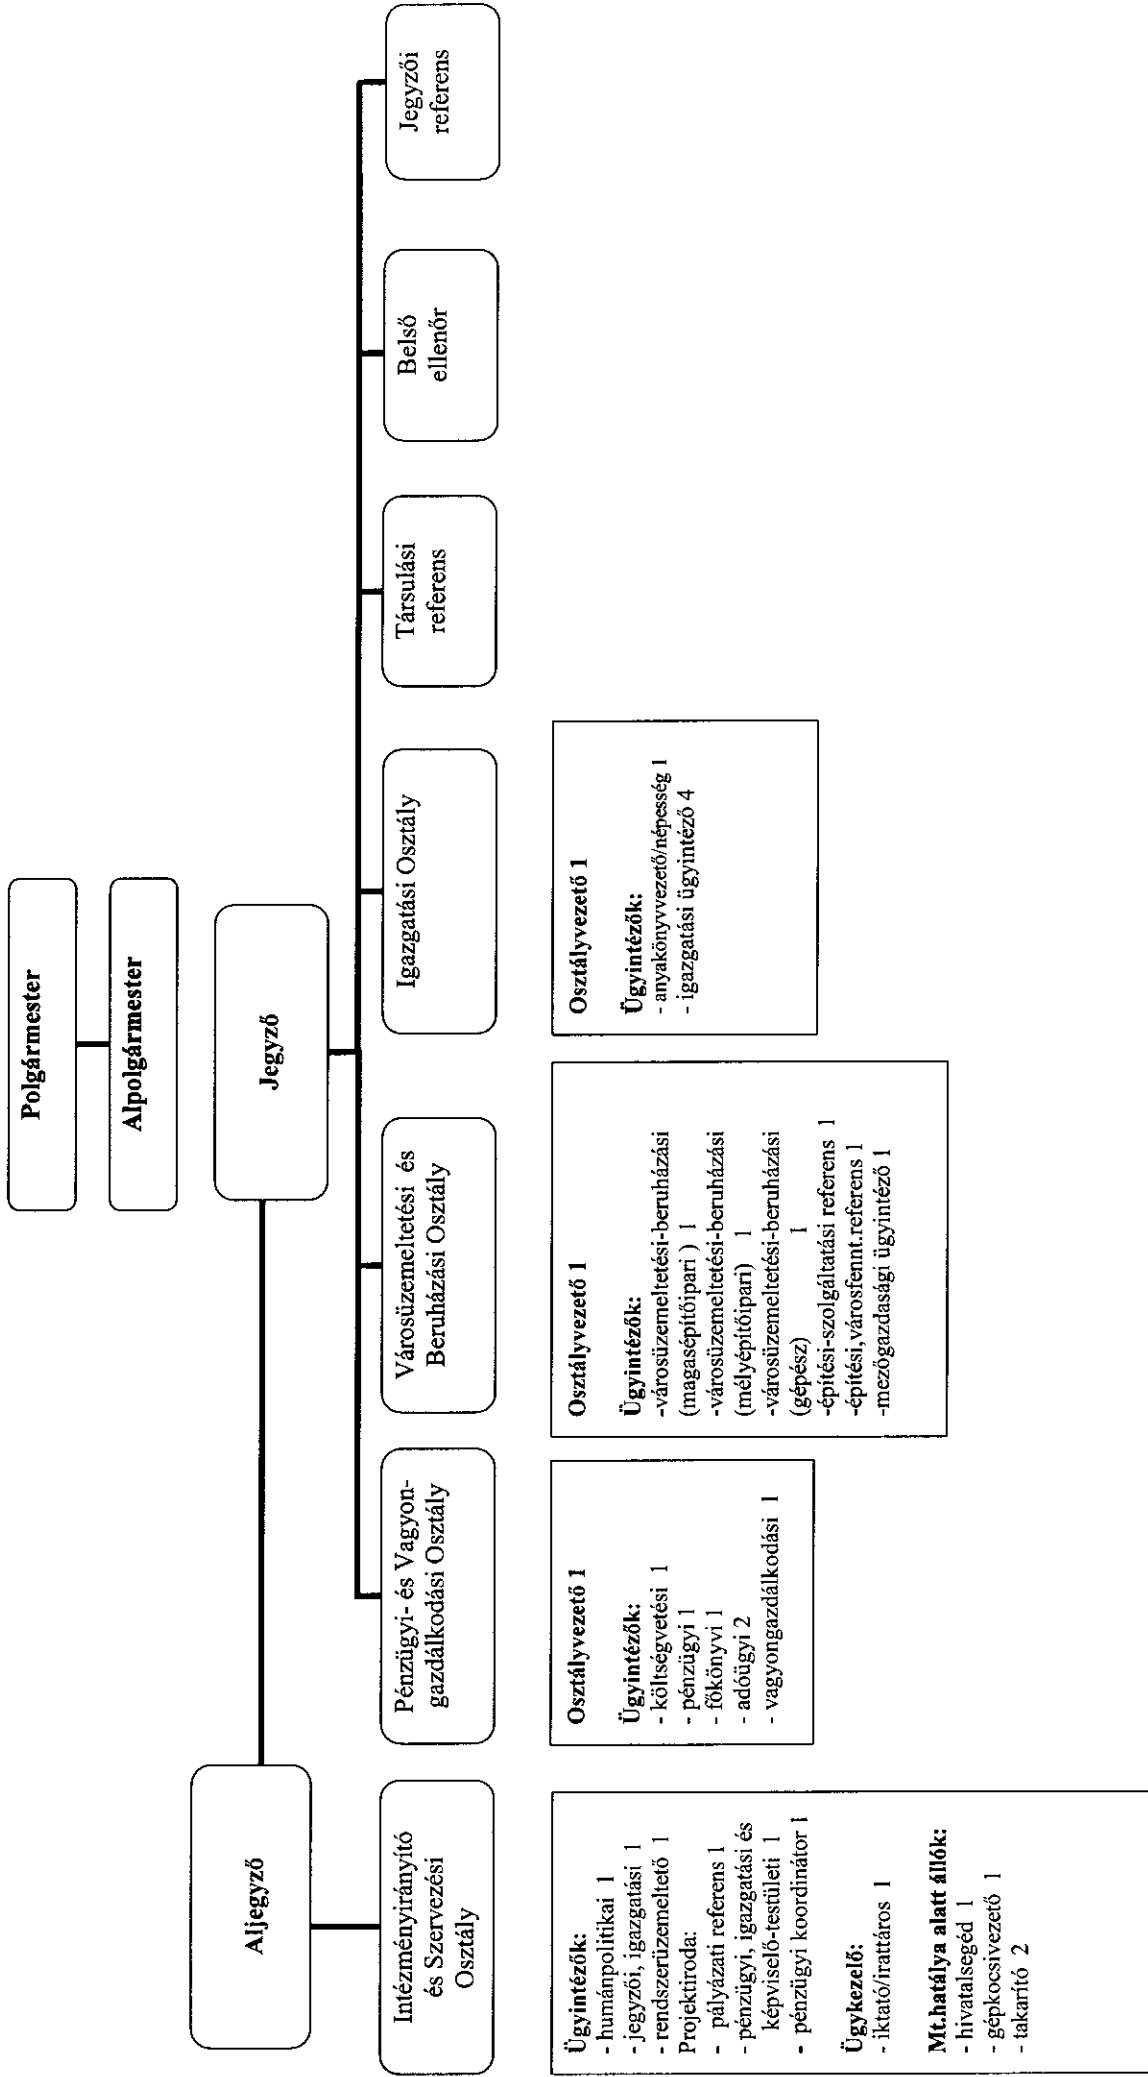 Polgármester
Alpolgármester
Aljegyző
Jegyző
Intézményirányító
és Szervezési
Osztály
Pénzügyi- és Vagyon-
gazdálkodási Osztály
Városüzemeltetési és
Beruházási Osztály
Igazgatási Osztály
Társulási
referens
Belső
ellenőr
Jegyzői
referens
Ügyintézők:
- humánpolitikai 1
- jegyzői, igazgatási 1
- rendszerüzemeltető 1
Projektiroda:
- pályázati referens 1
- pénzügyi, igazgatási és
képviselő-testületi 1
- pénzügyi koordinátor 1
Ügykezelő:
- iktató/irattáros 1
Mt.hatálya alatt állók:
- hivatalsegéd 1
- gépkocsivezető 1
- takarító 2
Osztályvezető 1
Ügyintézők:
- költségvetési 1
- pénzügyi 1
- főkönyvi 1
- adóügyi 2
- vagyongazdálkodási 1
Osztályvezető 1
Ügyintézők:
-városüzemeltetési-beruházási
(magasépítőipari ) 1
-városüzemeltetési-beruházási
(mélyépítőipari) 1
-városüzemeltetési-beruházási
(gépész) 1
-építési-szolgáltatási referens 1
-építési,városfennt.referens 1
-mezőgazdasági ügyintéző 1
Osztályvezető 1
Ügyintézők:
- anyakönyvvezető/népesség 1
- igazgatási ügyintéző 4